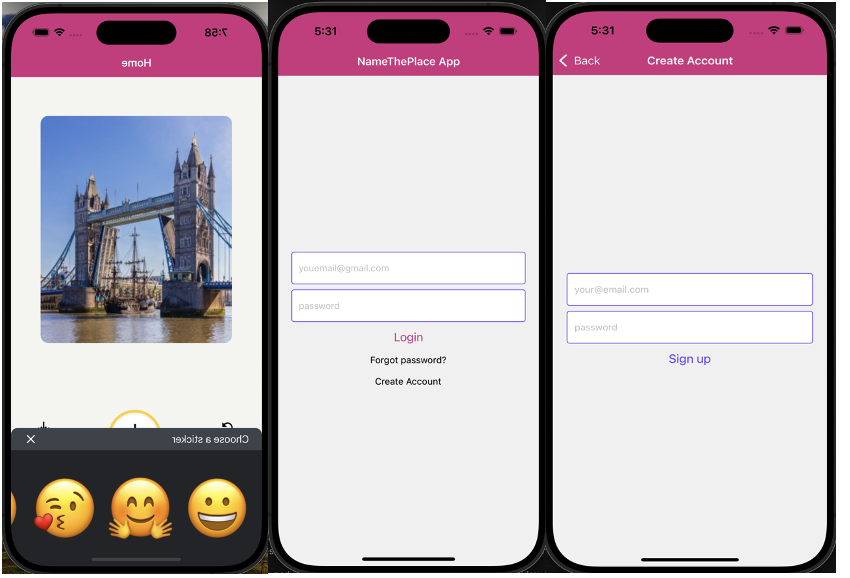 7:58
Home
Choose a sticker
5:31
NameThePlace App
youemail@gmail.com
password
Login
Forgot password?
Create Account
5:31
Back
Create Account
your@email.com
password
Sign up